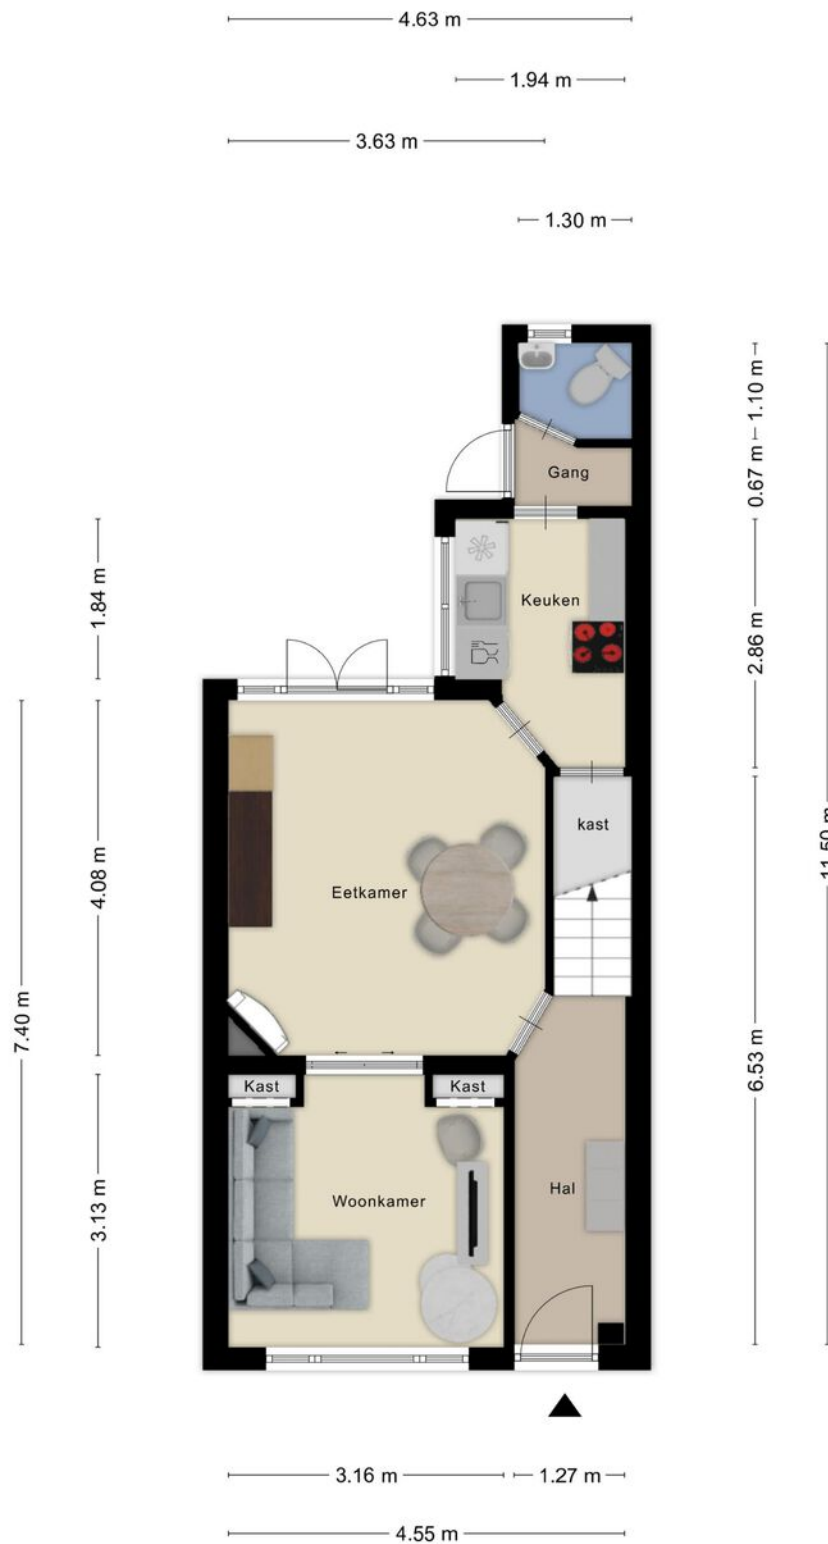 4.63 m
1.94 m
3.63 m
1.30 m
1.10 m
0.67 m
Gang
1.84 m
Keuken
2.86 m
kast
11.50 m
4.08 m
Eetkamer
7.40 m
6.53 m
Kast
Kast
3.13 m
Woonkamer
Hal
3.16 m
1.27 m
4.55 m